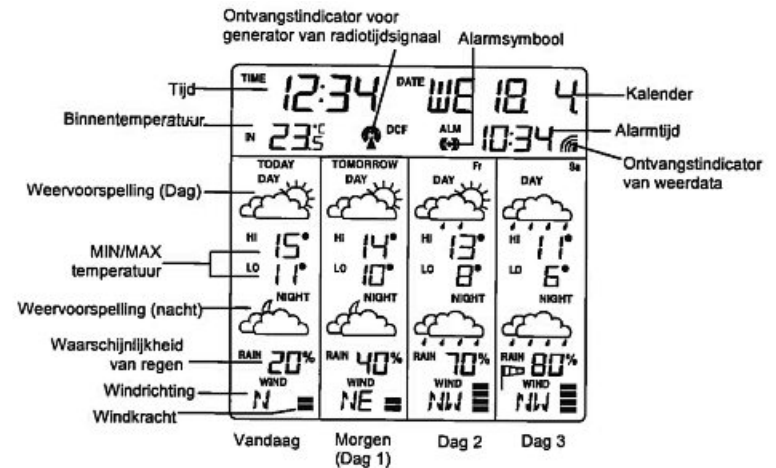 Ontvangstindicator voor
generator van radiotijdsignaal
Alarmsymbool
Tijd
TIME 12:34 DATE WE 18. 4.
Kalender
Binnentemperatuur
IN 23.5 °C DCF ALM 10:34
Alarmtijd
Ontvangstindicator
van weerdata
TODAY TOMORROW Fr Sa
DAY DAY DAY DAY
Weervoorspelling (Dag)
HI 15° HI 14° HI 13° HI 11°
MIN/MAX
temperatuur
LO 11° LO 10° LO 8° LO 6°
NIGHT NIGHT NIGHT NIGHT
Weervoorspelling (nacht)
Waarschijnlijkheid
van regen
RAIN 20% RAIN 40% RAIN 70% RAIN 80%
WIND WIND WIND WIND
Windrichting
N NE NW NW
Windkracht
Vandaag Morgen Dag 2 Dag 3
(Dag 1)